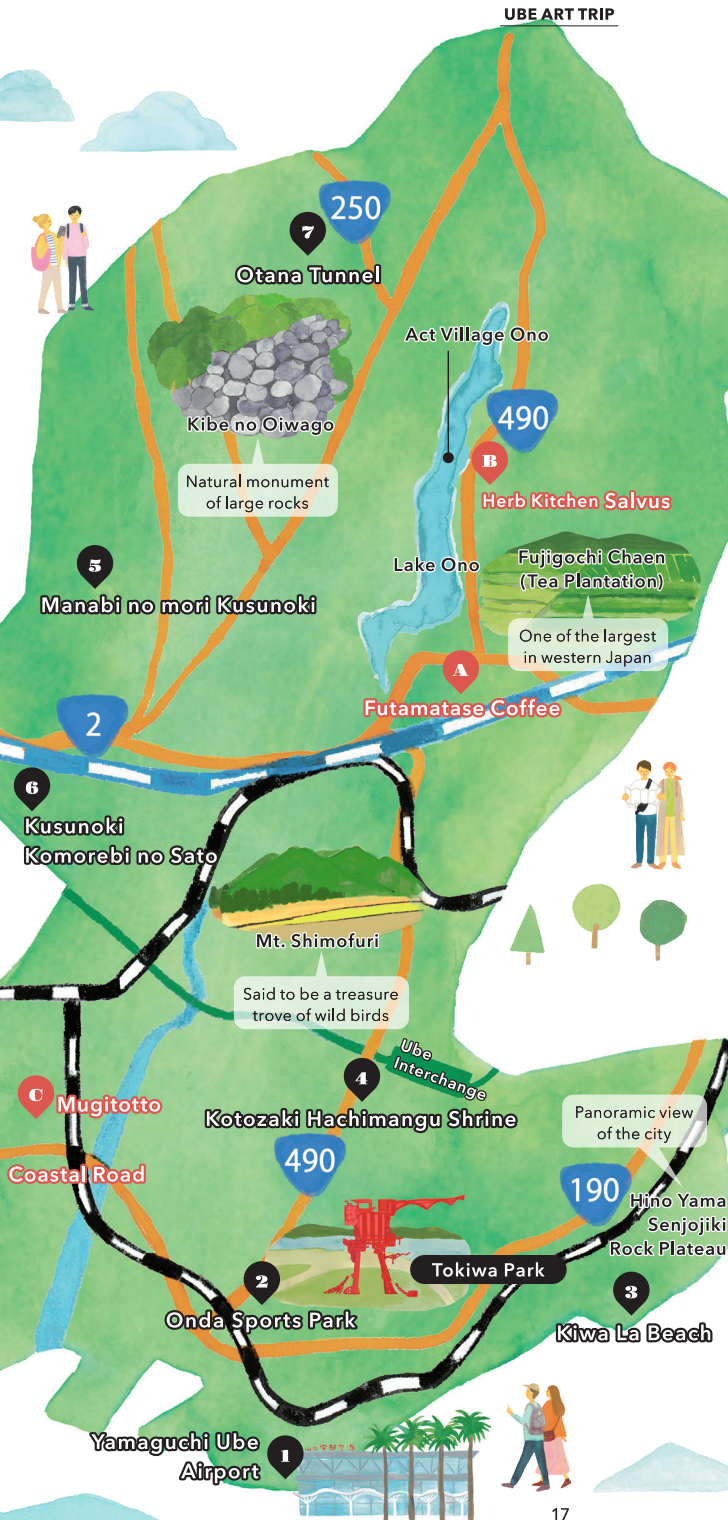 UBE ART TRIP
250
7
Otana Tunnel
Act Village Ono
Kibe no Oiwago
490
B
Herb Kitchen Salvus
Natural monument
of large rocks
Lake Ono
Fujigochi Chaen
(Tea Plantation)
5
Manabi no mori Kusunoki
One of the largest
in western Japan
A
Futamatase Coffee
2
6
Kusunoki
Komorebi no Sato
Mt. Shimofuri
Said to be a treasure
trove of wild birds
Ube
Interchange
4
Kotozaki Hachimangu Shrine
C
Mugitotto
Coastal Road
490
Panoramic view
of the city
190
Hino Yama
Senjojiki
Rock Plateau
Tokiwa Park
2
Onda Sports Park
3
Kiwa La Beach
Yamaguchi Ube
Airport
1
17